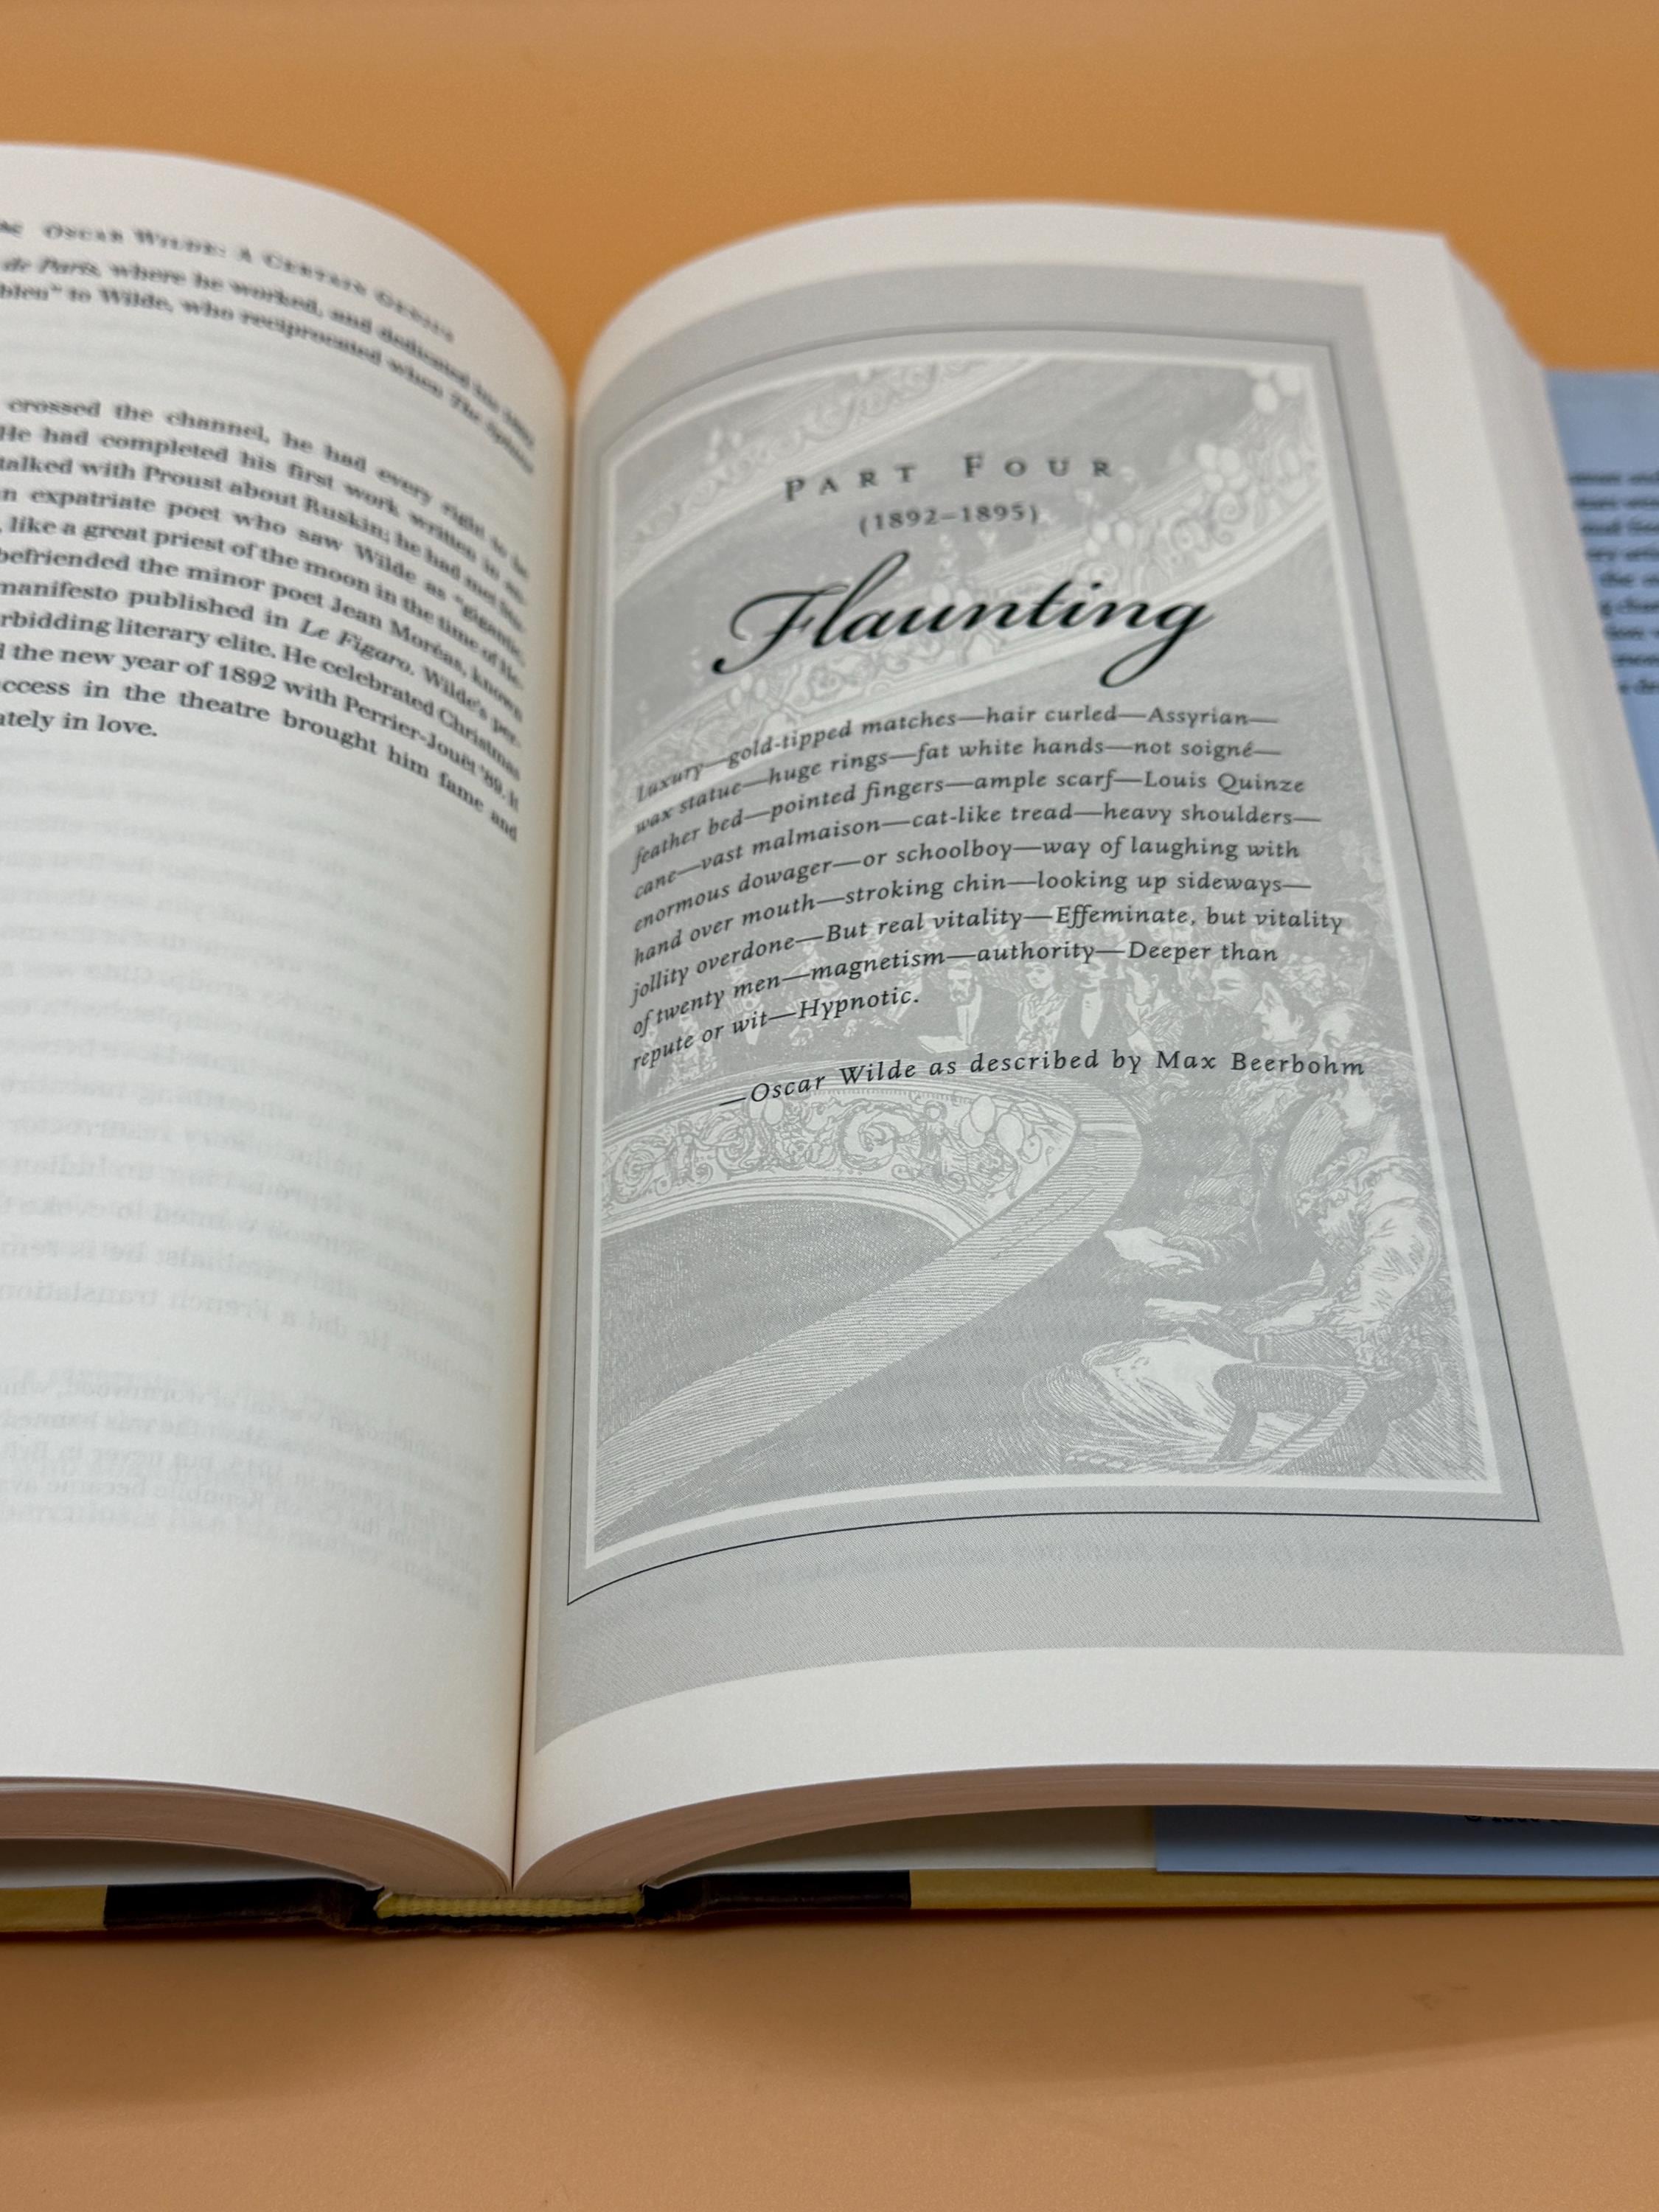 OSCAR WILDE: A CERTAIN GENIUS
de Paris, where he worked, and dedicated his
to Wilde, who reciprocated when The Sphinx
crossed the channel, he had every right to be
He had completed his first work written in
talked with Proust about Ruskin; he had met
n expatriate poet who saw Wilde as "gigantic,
, like a great priest of the moon in the time of He-
befriended the minor poet Jean Moréas, known
manifesto published in Le Figaro. Wilde's per-
rbidding literary elite. He celebrated Christmas
d the new year of 1892 with Perrier-Jouët '89. It
ccess in the theatre brought him fame and
ately in love.
PART FOUR
(1892–1895)
Flaunting
Luxury—gold-tipped matches—hair curled—Assyrian—
wax statue—huge rings—fat white hands—not soigné—
feather bed—pointed fingers—ample scarf—Louis Quinze
cane—vast malmaison—cat-like tread—heavy shoulders—
enormous dowager—or schoolboy—way of laughing with
hand over mouth—stroking chin—looking up sideways—
jollity overdone—But real vitality—Effeminate, but vitality
of twenty men—magnetism—authority—Deeper than
repute or wit—Hypnotic.
—Oscar Wilde as described by Max Beerbohm